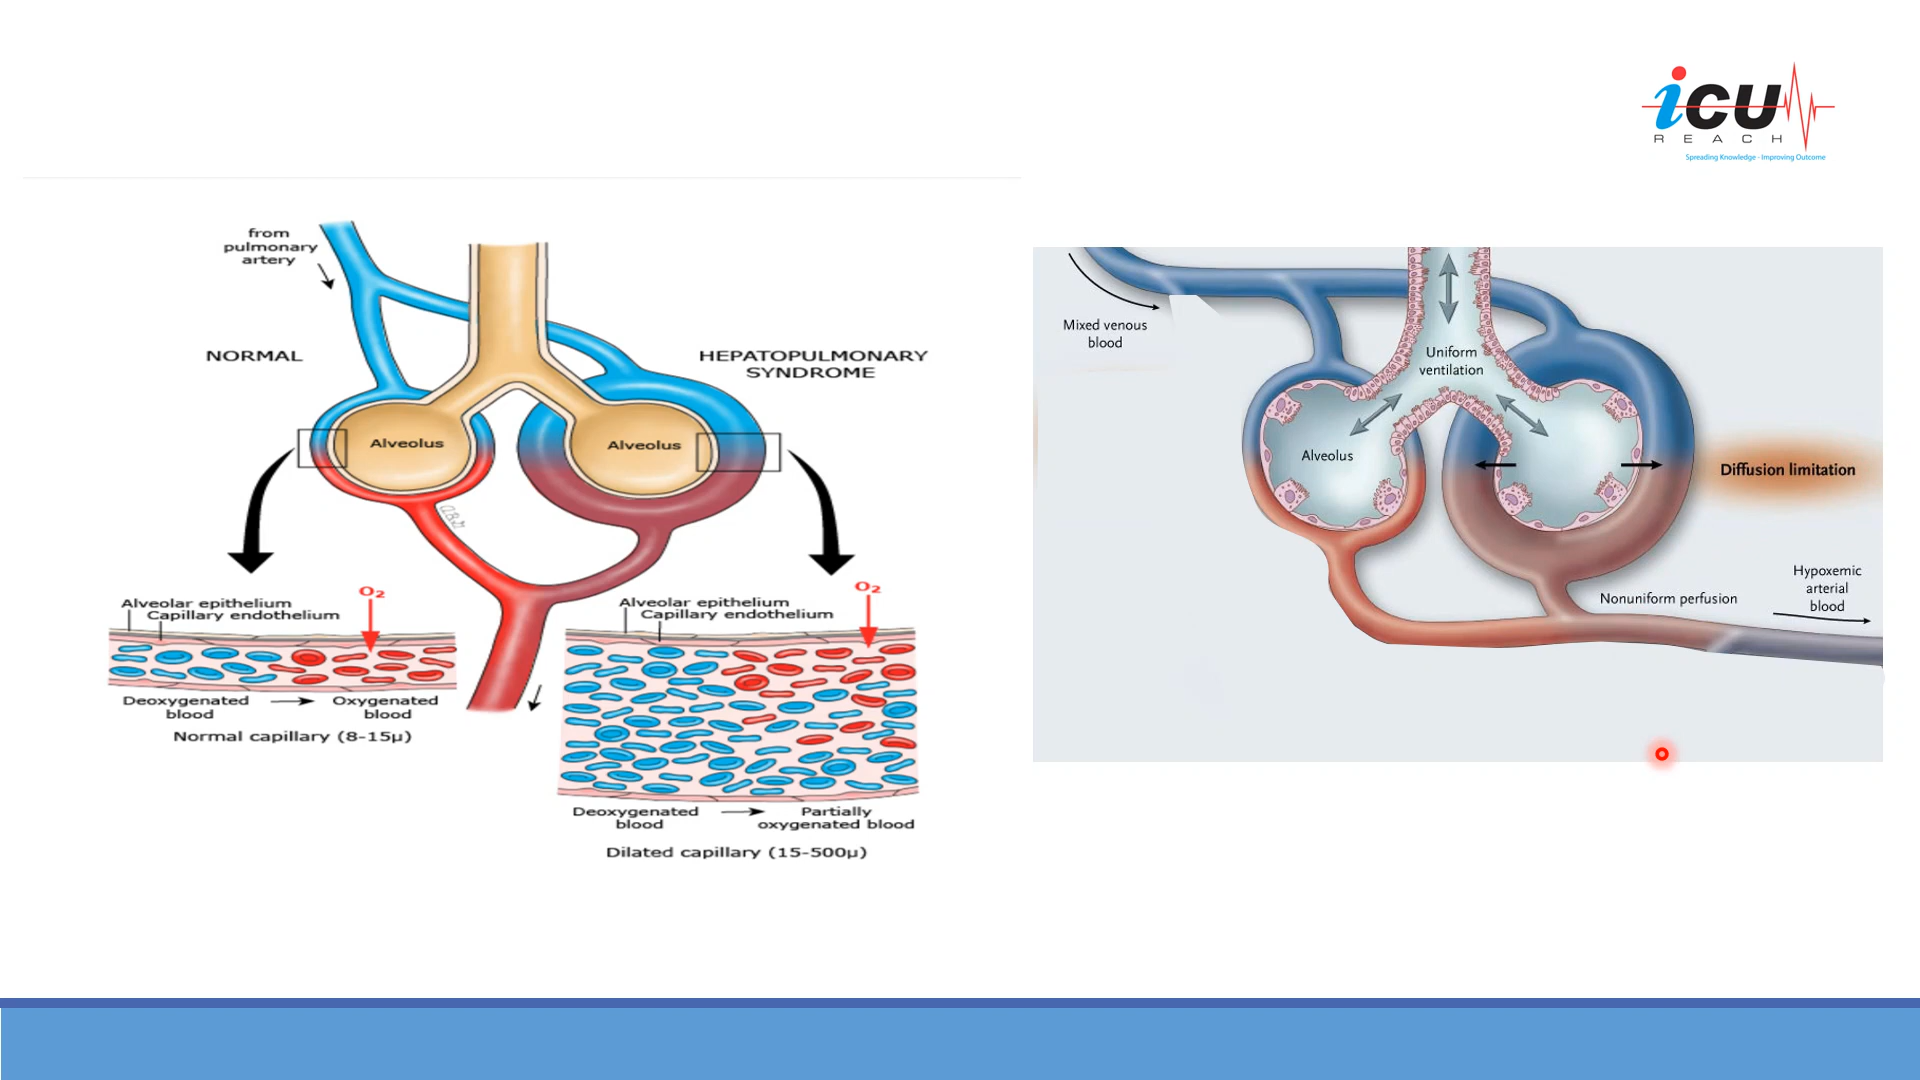 icu
REACH
Spreading Knowledge - Improving Outcome
from
pulmonary
artery
NORMAL
HEPATOPULMONARY
SYNDROME
Alveolus
Alveolus
O₂
Alveolar epithelium
Capillary endothelium
Deoxygenated
blood
Oxygenated
blood
Normal capillary (8-15µ)
O₂
Alveolar epithelium
Capillary endothelium
Deoxygenated
blood
Partially
oxygenated blood
Dilated capillary (15-500µ)
Mixed venous
blood
Uniform
ventilation
Alveolus
Diffusion limitation
Nonuniform perfusion
Hypoxemic
arterial
blood